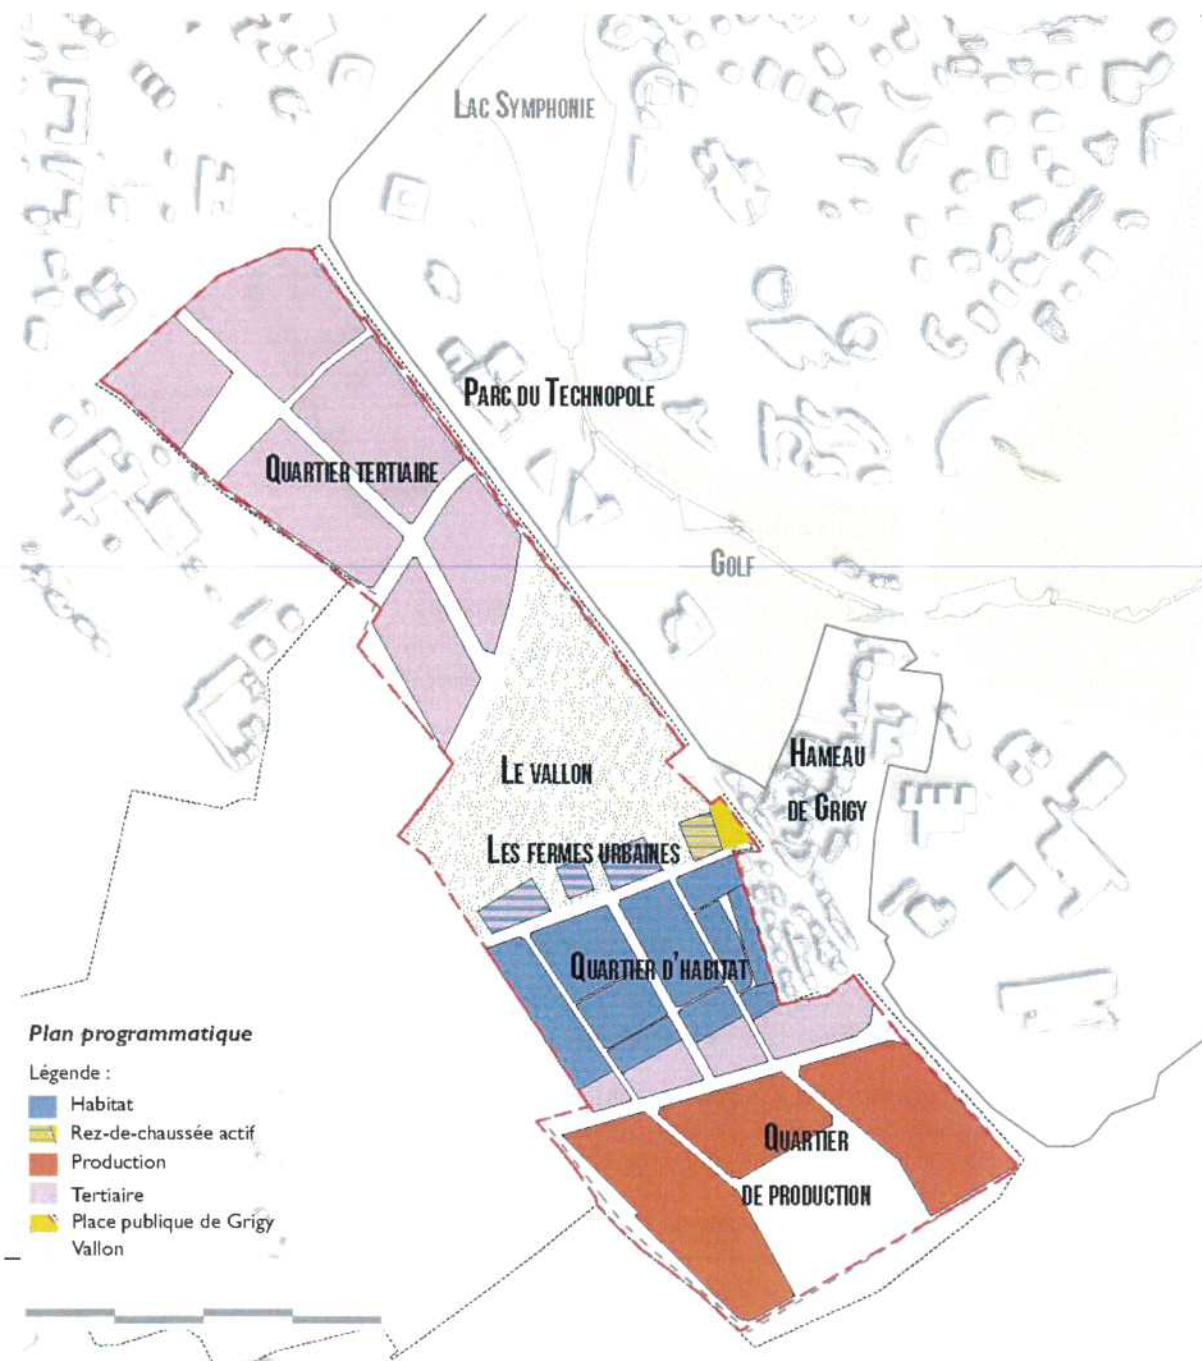 Lac Symphonie
Parc du Technopole
Quartier tertiaire
Golf
Hameau
de Grigy
Le vallon
Les fermes urbaines
Quartier d'habitat
Quartier
de production
Plan programmatique
Légende :
Habitat
Rez-de-chaussée actif
Production
Tertiaire
Place publique de Grigy
Vallon